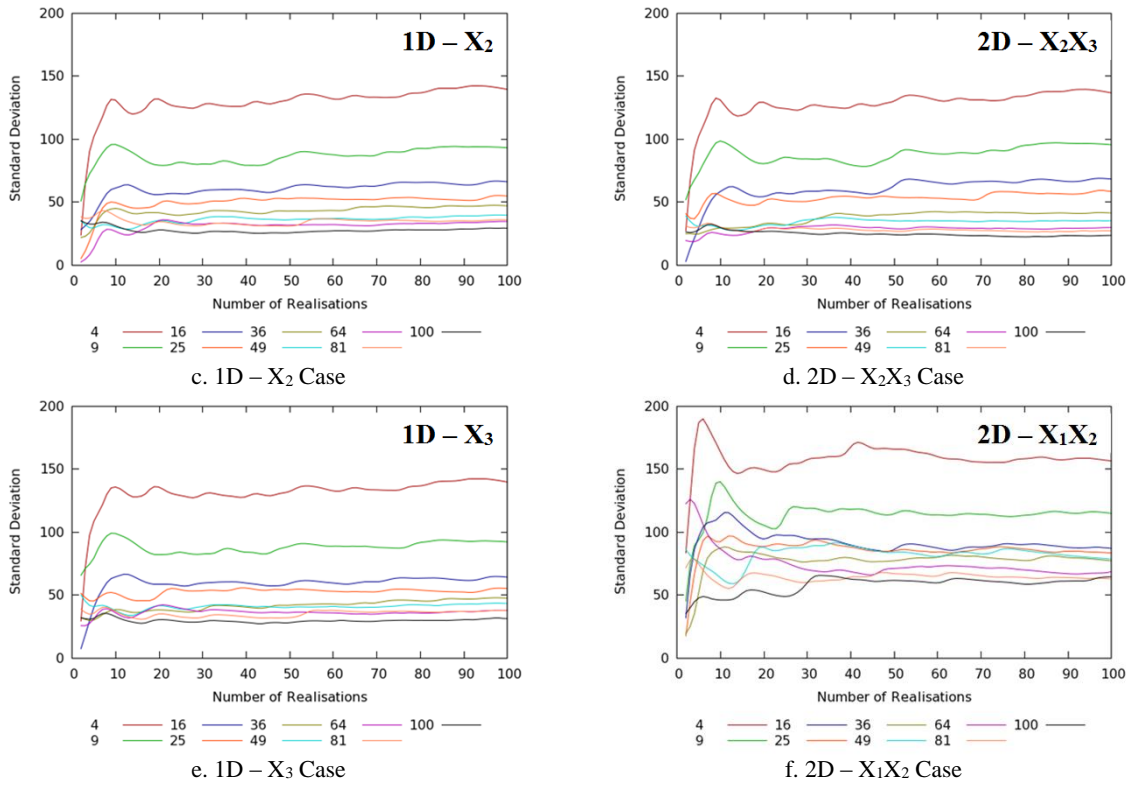 200
150
100
50
0
Standard Deviation
1D – X₂
0 10 20 30 40 50 60 70 80 90 100
Number of Realisations
4 16 36 64 100
9 25 49 81
c. 1D – X₂ Case
200
150
100
50
0
Standard Deviation
2D – X₂X₃
0 10 20 30 40 50 60 70 80 90 100
Number of Realisations
4 16 36 64 100
9 25 49 81
d. 2D – X₂X₃ Case
200
150
100
50
0
Standard Deviation
1D – X₃
0 10 20 30 40 50 60 70 80 90 100
Number of Realisations
4 16 36 64 100
9 25 49 81
e. 1D – X₃ Case
200
150
100
50
0
Standard Deviation
2D – X₁X₂
0 10 20 30 40 50 60 70 80 90 100
Number of Realisations
4 16 36 64 100
9 25 49 81
f. 2D – X₁X₂ Case